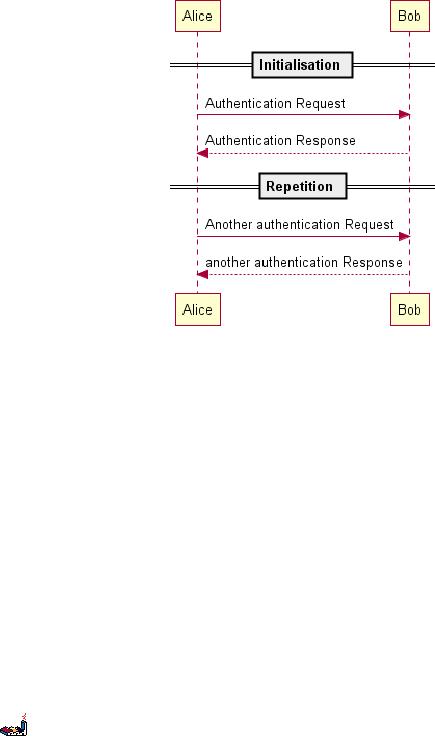 Alice Bob
Initialisation
Authentication Request
Authentication Response
Repetition
Another authentication Request
another authentication Response
Alice Bob